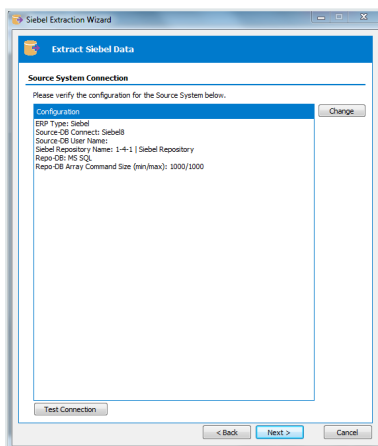 Siebel Extraction Wizard
Extract Siebel Data
Source System Connection
Please verify the configuration for the Source System below.
Configuration
Change
ERP Type: Siebel
Source-DB Connect: Siebel8
Source-DB User Name:
Siebel Repository Name: 1-4-1 | Siebel Repository
Repo-DB: MS SQL
Repo-DB Array Command Size (min/max): 1000/1000
Test Connection
< Back Next > Cancel